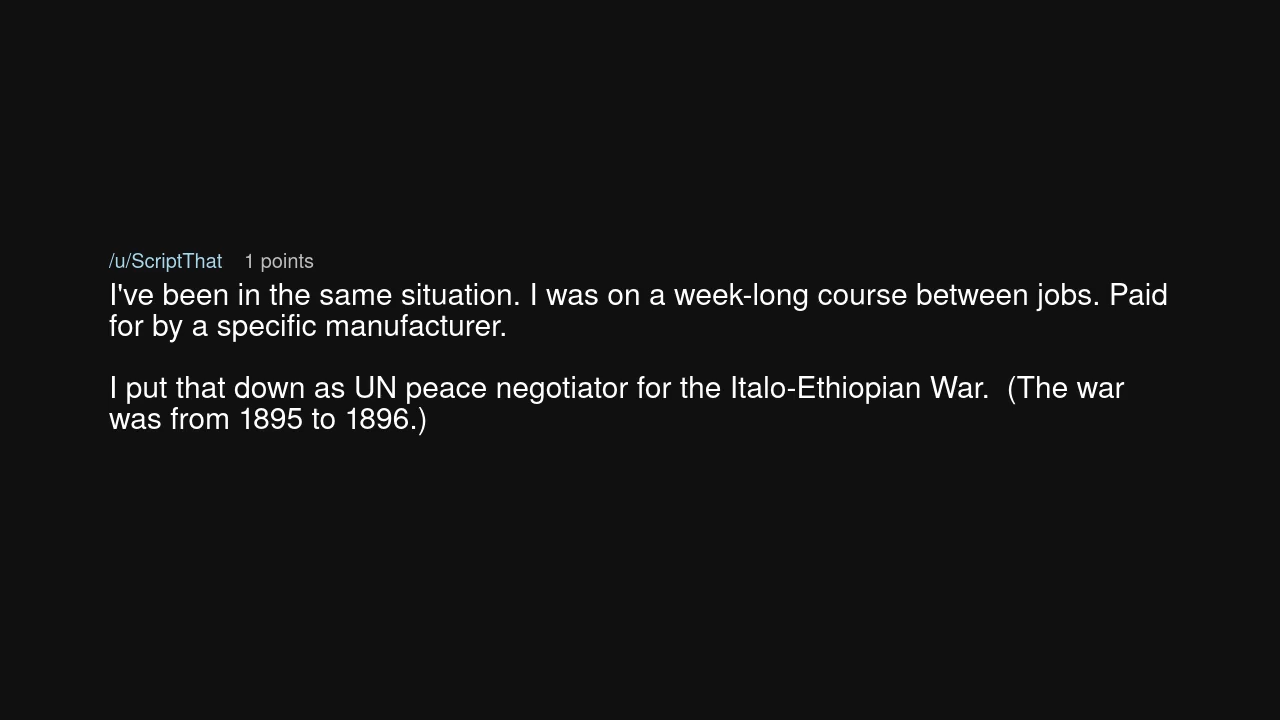 /u/ScriptThat 1 points
I've been in the same situation. I was on a week-long course between jobs. Paid
for by a specific manufacturer.
I put that down as UN peace negotiator for the Italo-Ethiopian War.  (The war
was from 1895 to 1896.)